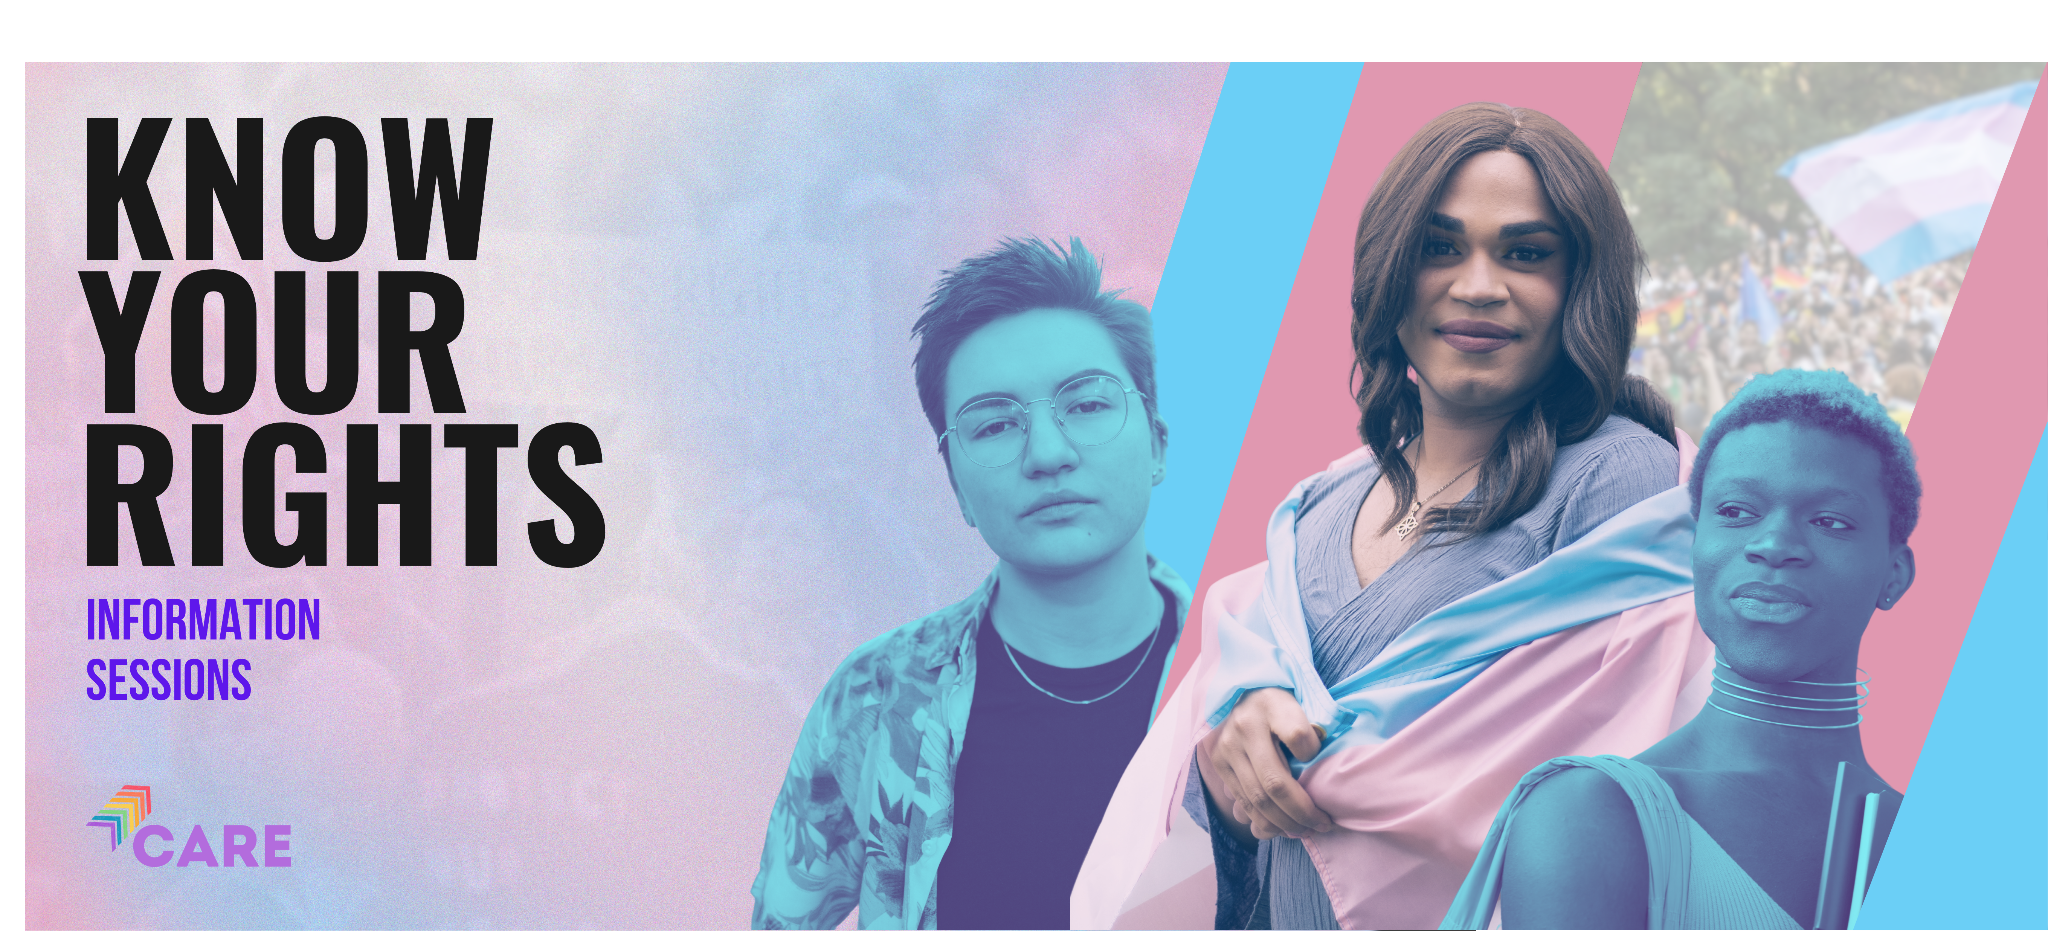 KNOW
YOUR
RIGHTS
INFORMATION
SESSIONS
CARE